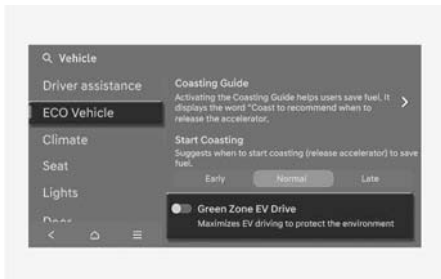 Vehicle
Driver assistance
ECO Vehicle
Climate
Seat
Lights
Coasting Guide
Activating the Coasting Guide helps users save fuel. It
displays the word "Coast to recommend when to
release the accelerator.
Start Coasting
Suggests when to start coasting (release accelerator) to save
fuel.
Early
Normal
Late
Green Zone EV Drive
Maximizes EV driving to protect the environment